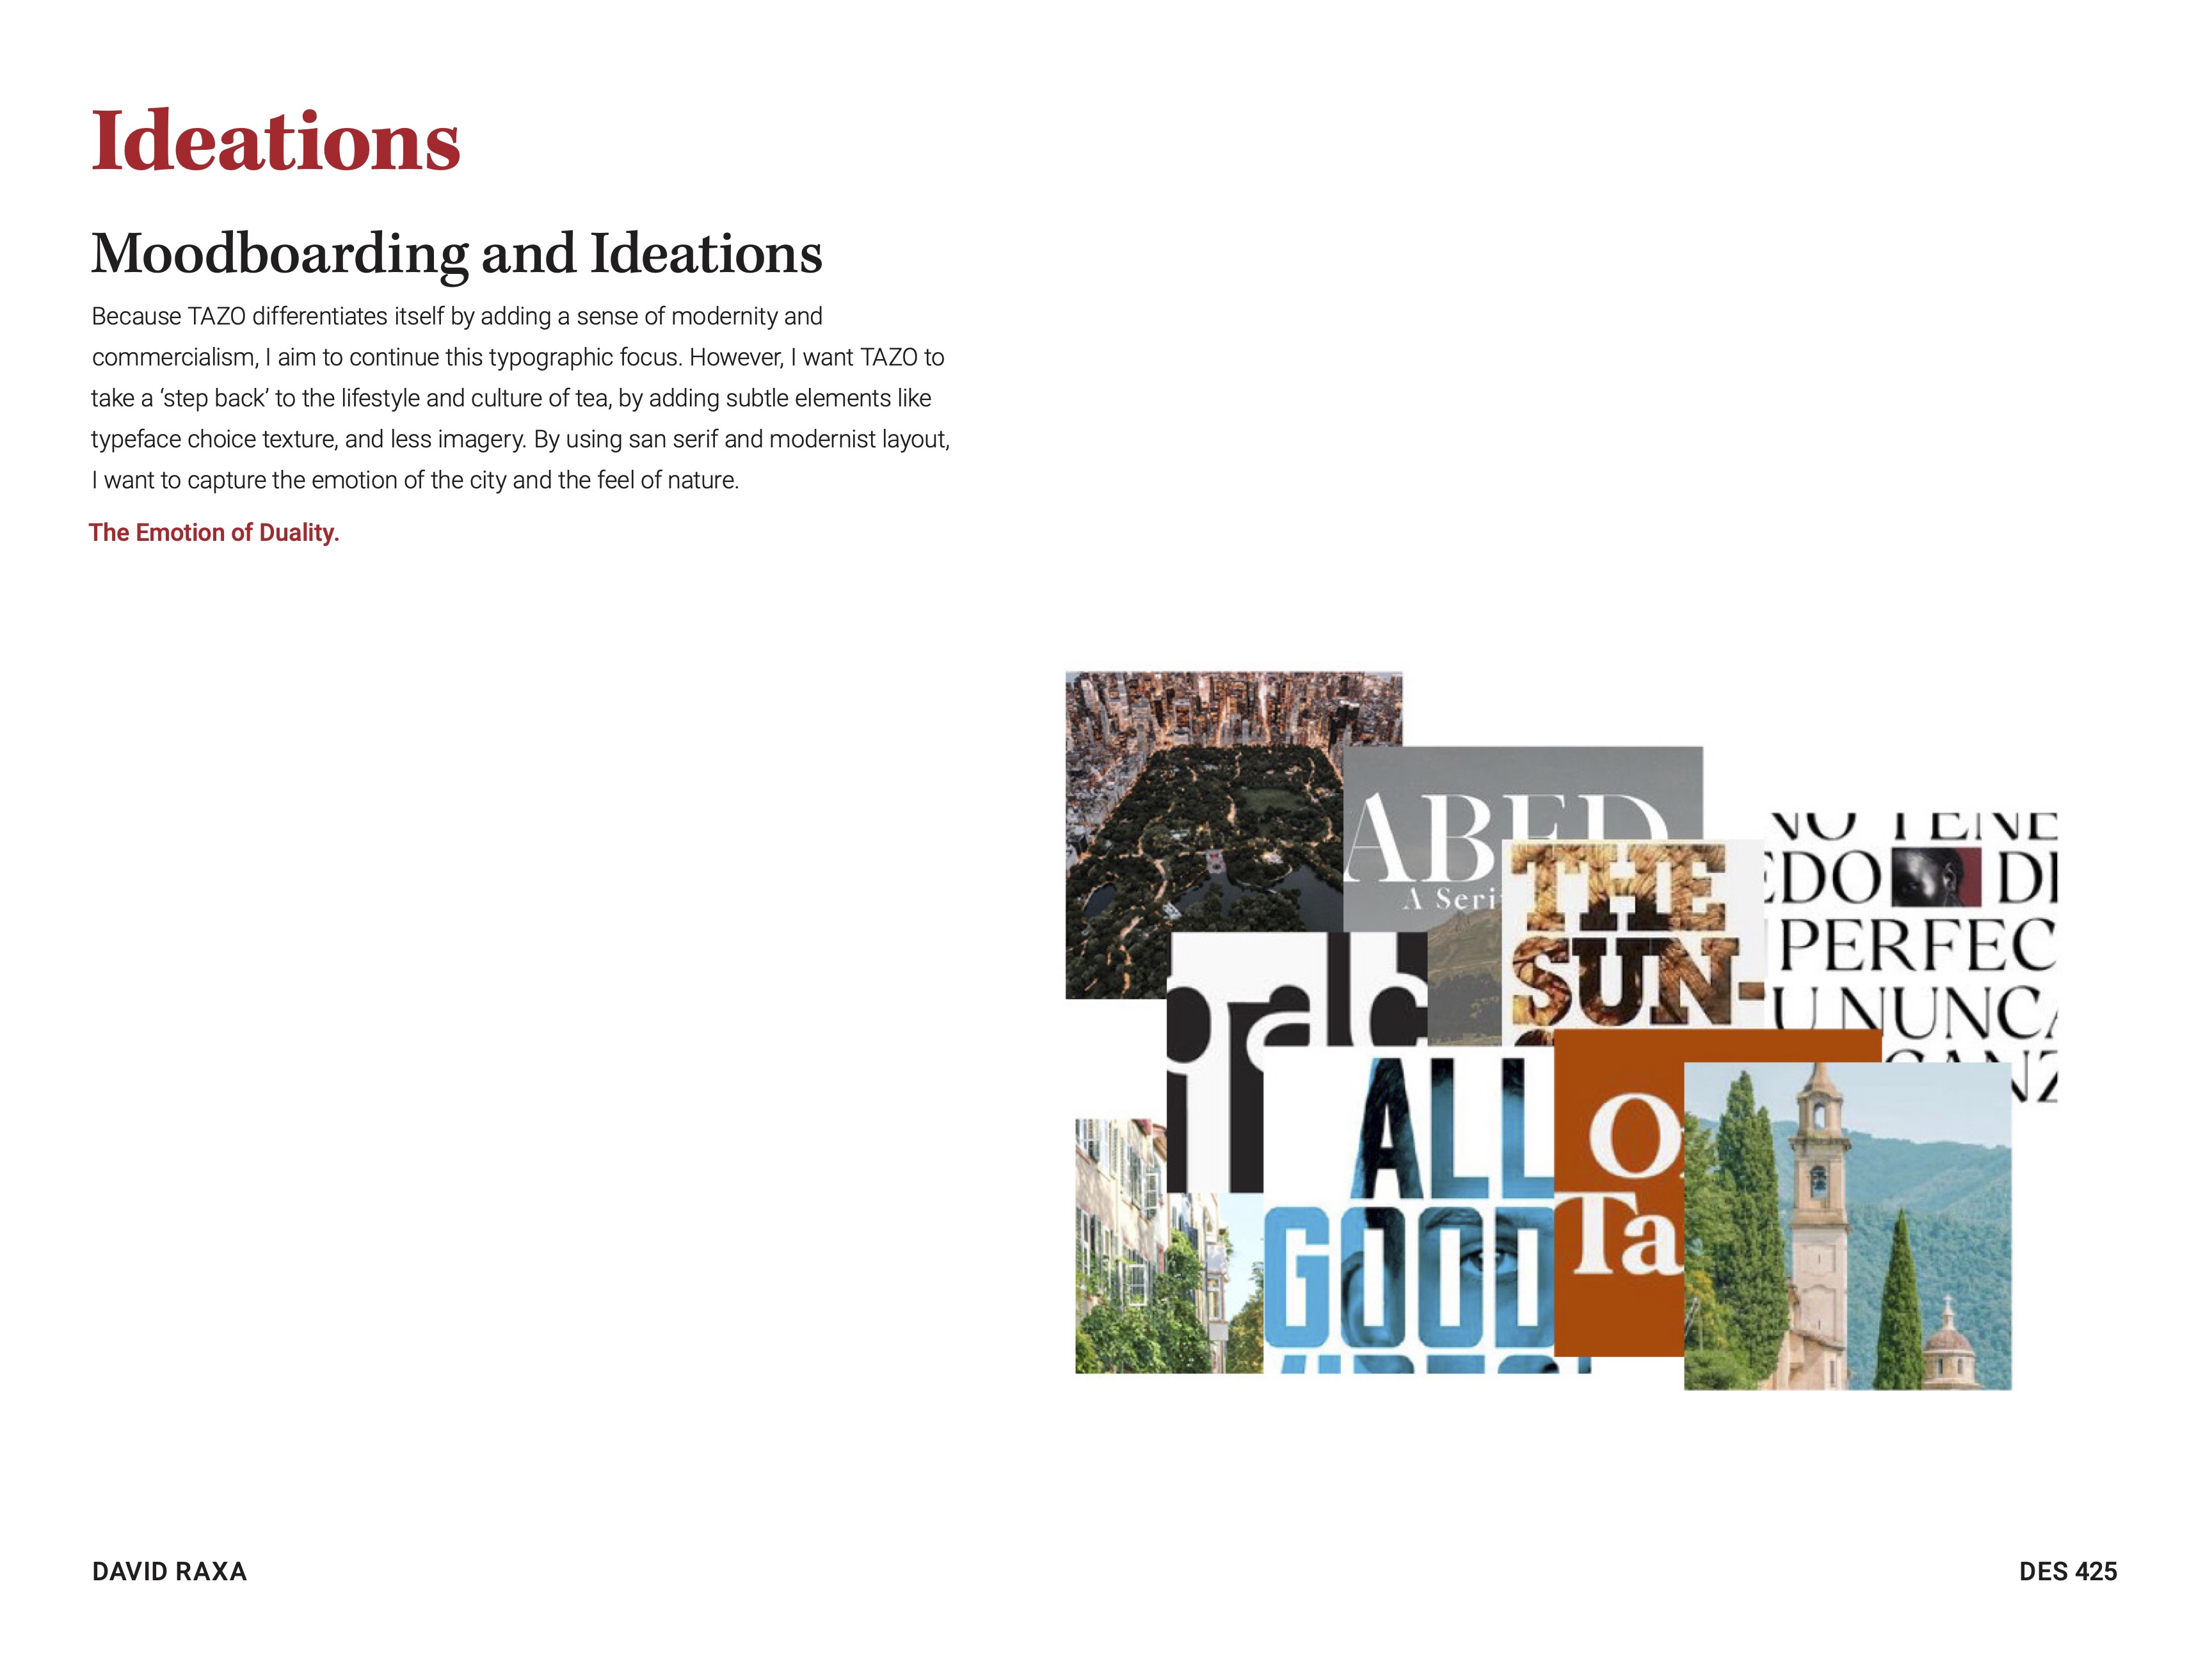 Ideations
Moodboarding and Ideations
Because TAZO differentiates itself by adding a sense of modernity and
commercialism, I aim to continue this typographic focus. However, I want TAZO to
take a ‘step back’ to the lifestyle and culture of tea, by adding subtle elements like
typeface choice texture, and less imagery. By using san serif and modernist layout,
I want to capture the emotion of the city and the feel of nature.
The Emotion of Duality.
ABED
A Seri
THE
SUN-
NO TENE
EDO DI
PERFEC
U NUNCA
ALL
GOOD
O
Ta
DAVID RAXA
DES 425